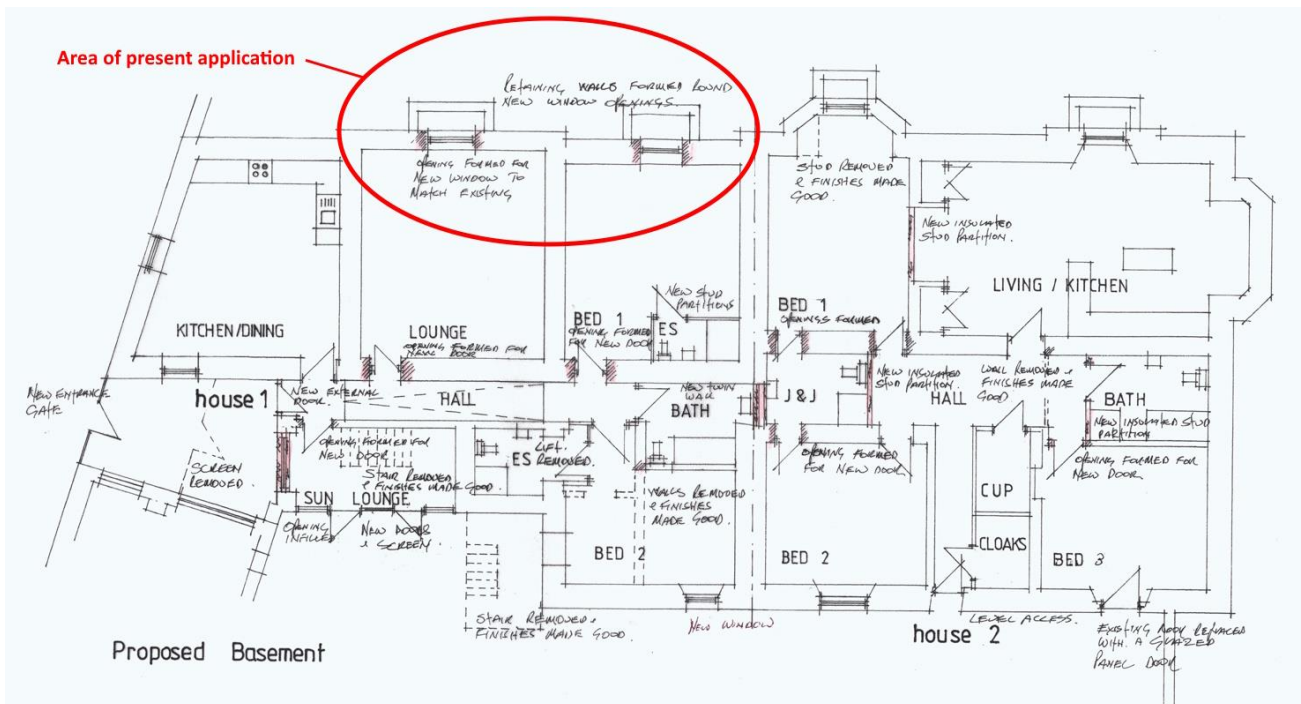 Area of present application
RETAINING WALLS FORMED ROUND
NEW WINDOW OPENINGS.
OPENING FORMED FOR
NEW WINDOW TO
MATCH EXISTING
STUD REMOVED
& FINISHES MADE
GOOD.
NEW INSULATED
STUD PARTITION.
LIVING / KITCHEN
NEW STUD
PARTITIONS
KITCHEN/DINING
LOUNGE
OPENING FORMED FOR
NEW DOOR
BED 1
OPENING FORMED
FOR NEW DOOR
ES
BED 1
OPENINGS FORMED
NEW ENTRANCE
GATE
house 1
NEW EXTERNAL
DOOR.
HALL
NEW TWIN
WALL
BATH
J & J
NEW INSULATED
STUD PARTITION.
HALL
WALL REMOVED &
FINISHES MADE
GOOD
BATH
NEW INSULATED STUD
PARTITION
SCREEN
REMOVED
OPENING FORMED FOR
NEW DOOR
STAIR REMOVED
& FINISHES MADE GOOD.
ES
LIFT
REMOVED.
OPENING FORMED
FOR NEW DOOR
OPENING FORMED FOR
NEW DOOR
SUN LOUNGE
OPENING
INFILLED
NEW DOORS
& SCREEN.
WALLS REMOVED
& FINISHES
MADE GOOD.
CUP
CLOAKS
BED 2
BED 2
BED 3
STAIR REMOVED &
FINISHES MADE GOOD.
NEW WINDOW
LEVEL ACCESS.
house 2
EXISTING DOOR REPLACED
WITH A GLAZED
PANEL DOOR
Proposed Basement